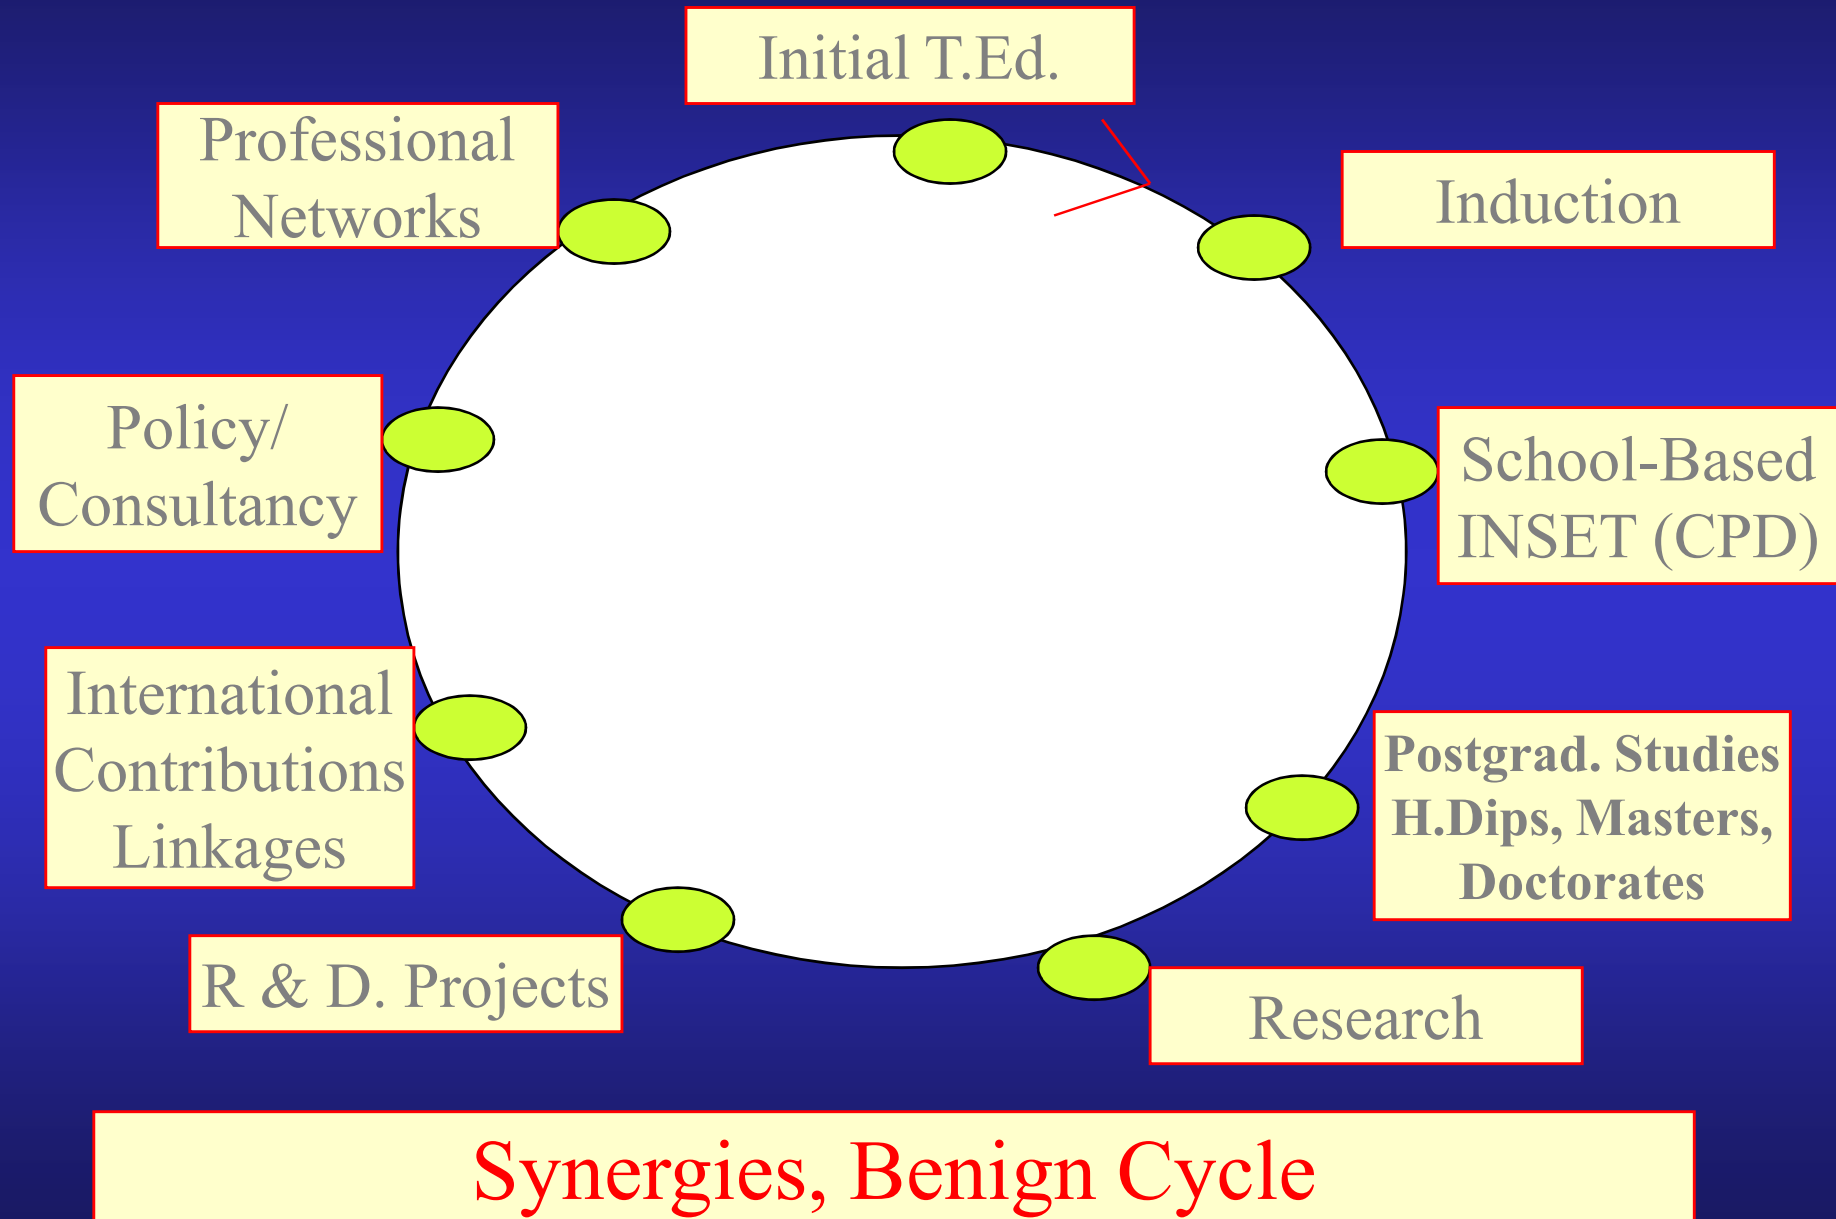 Initial T.Ed.
Professional
Networks
Induction
Policy/
Consultancy
School-Based
INSET (CPD)
International
Contributions
Linkages
Postgrad. Studies
H.Dips, Masters,
Doctorates
R & D. Projects
Research
Synergies, Benign Cycle